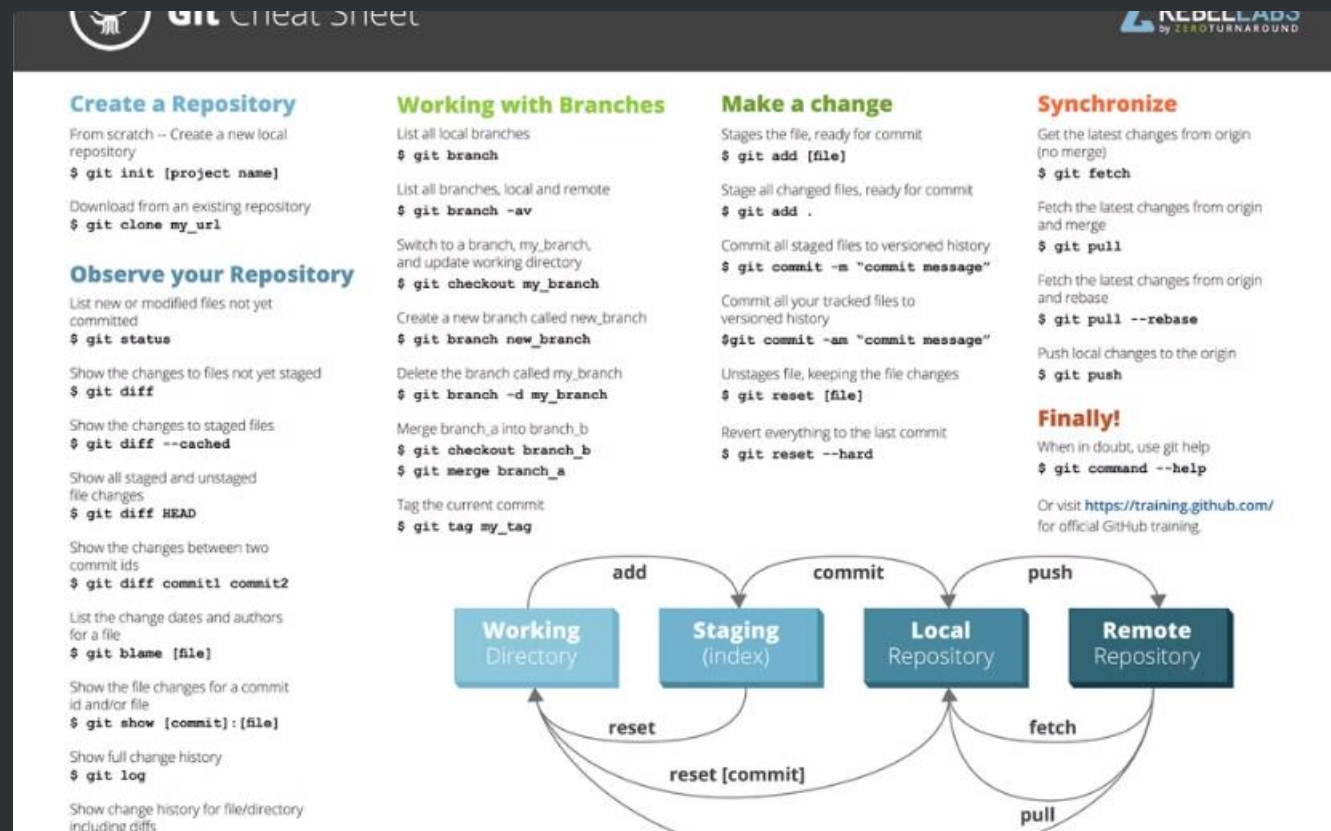 Git Cheat Sheet
REBELLABS
by ZEROTURNAROUND
Create a Repository
From scratch -- Create a new local
repository
$ git init [project name]
Download from an existing repository
$ git clone my_url
Observe your Repository
List new or modified files not yet
committed
$ git status
Show the changes to files not yet staged
$ git diff
Show the changes to staged files
$ git diff --cached
Show all staged and unstaged
file changes
$ git diff HEAD
Show the changes between two
commit ids
$ git diff commit1 commit2
List the change dates and authors
for a file
$ git blame [file]
Show the file changes for a commit
id and/or file
$ git show [commit]:[file]
Show full change history
$ git log
Show change history for file/directory
including diffs
Working with Branches
List all local branches
$ git branch
List all branches, local and remote
$ git branch -av
Switch to a branch, my_branch,
and update working directory
$ git checkout my_branch
Create a new branch called new_branch
$ git branch new_branch
Delete the branch called my_branch
$ git branch -d my_branch
Merge branch_a into branch_b
$ git checkout branch_b
$ git merge branch_a
Tag the current commit
$ git tag my_tag
Make a change
Stages the file, ready for commit
$ git add [file]
Stage all changed files, ready for commit
$ git add .
Commit all staged files to versioned history
$ git commit -m “commit message”
Commit all your tracked files to
versioned history
$git commit -am “commit message”
Unstages file, keeping the file changes
$ git reset [file]
Revert everything to the last commit
$ git reset --hard
Synchronize
Get the latest changes from origin
(no merge)
$ git fetch
Fetch the latest changes from origin
and merge
$ git pull
Fetch the latest changes from origin
and rebase
$ git pull --rebase
Push local changes to the origin
$ git push
Finally!
When in doubt, use git help
$ git command --help
Or visit https://training.github.com/
for official GitHub training.
add
commit
push
Working
Directory
Staging
(index)
Local
Repository
Remote
Repository
reset
fetch
reset [commit]
pull